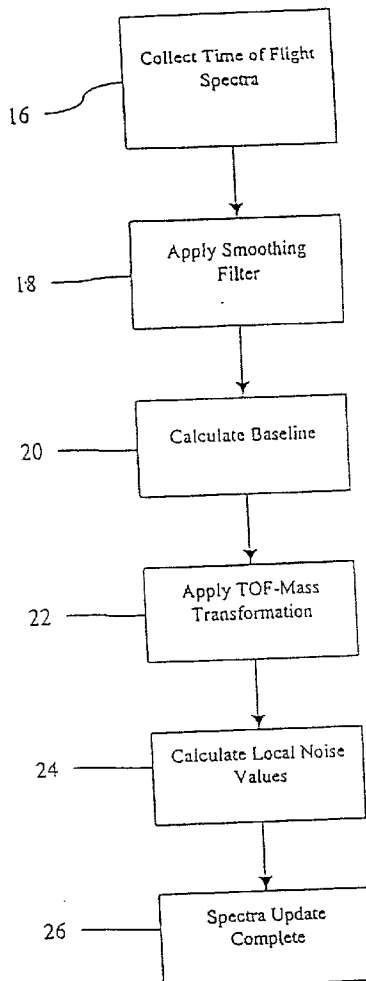 Collect Time of Flight
Spectra
16
Apply Smoothing
Filter
18
Calculate Baseline
20
Apply TOF-Mass
Transformation
22
Calculate Local Noise
Values
24
Spectra Update
Complete
26